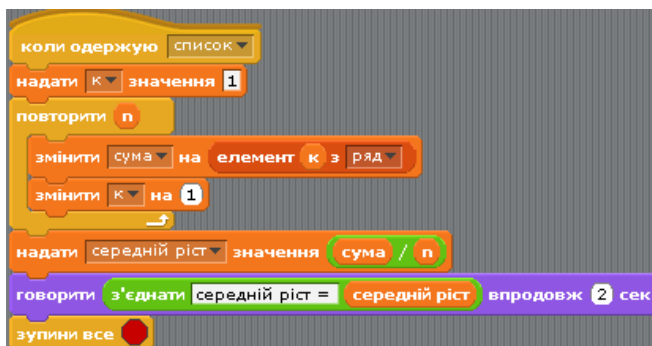 коли одержую список
надати к значення 1
повторити n
змінити сума на елемент к з ряд
змінити к на 1
надати середній ріст значення сума / n
говорити з'єднати середній ріст = середній ріст впродовж 2 сек
зупини все